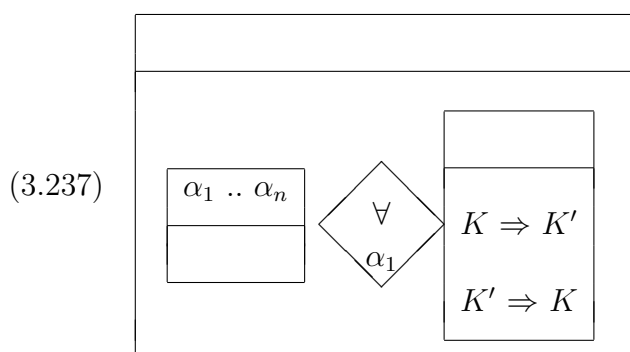 (3.237)
α₁ .. αₙ
∀
α₁
K ⇒ K′
K′ ⇒ K